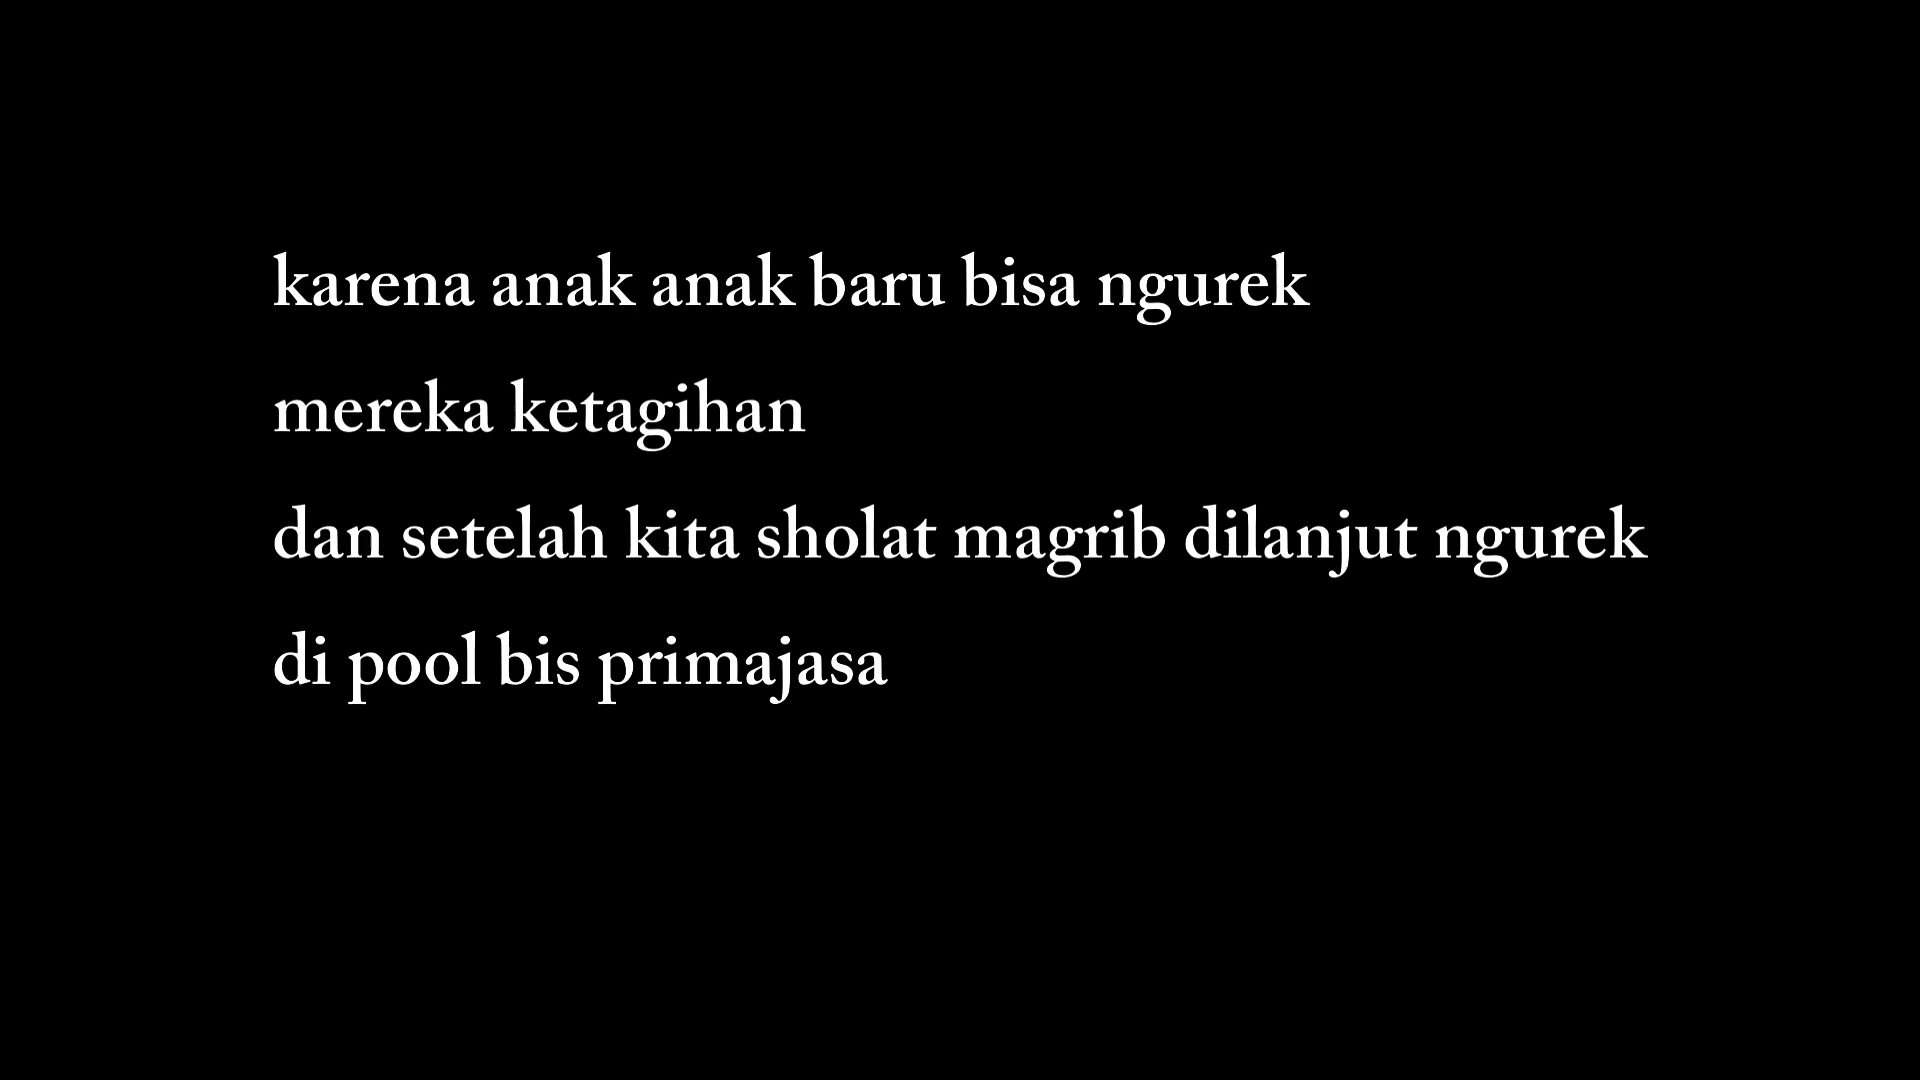 karena anak anak baru bisa ngurek
mereka ketagihan
dan setelah kita sholat magrib dilanjut ngurek
di pool bis primajasa